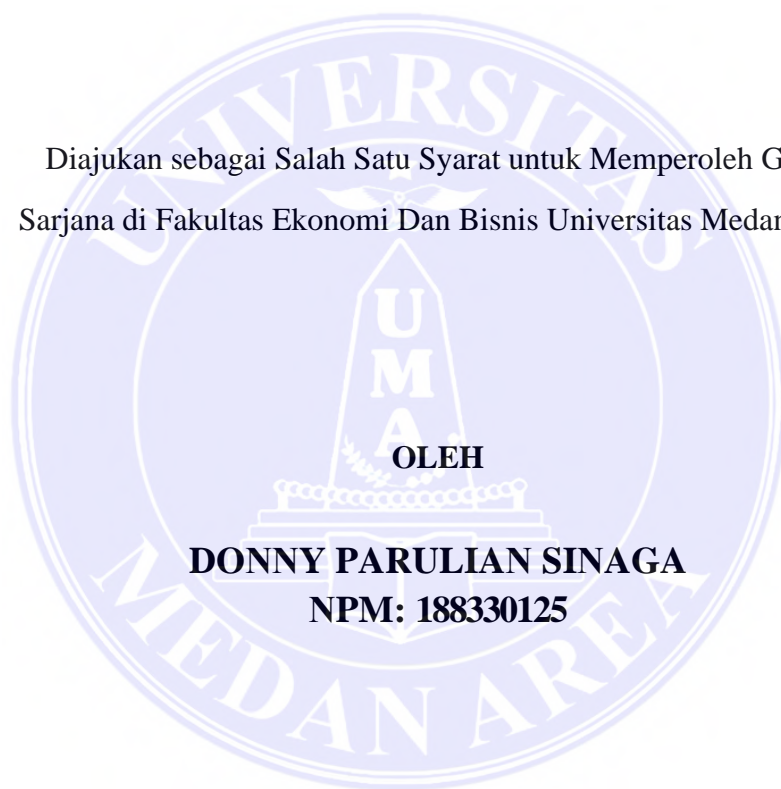 Diajukan sebagai Salah Satu Syarat untuk Memperoleh G
Sarjana di Fakultas Ekonomi Dan Bisnis Universitas Medan
UNIVERSITAS
UMA
OLEH
DONNY PARULIAN SINAGA
NPM: 188330125
MEDAN AREA